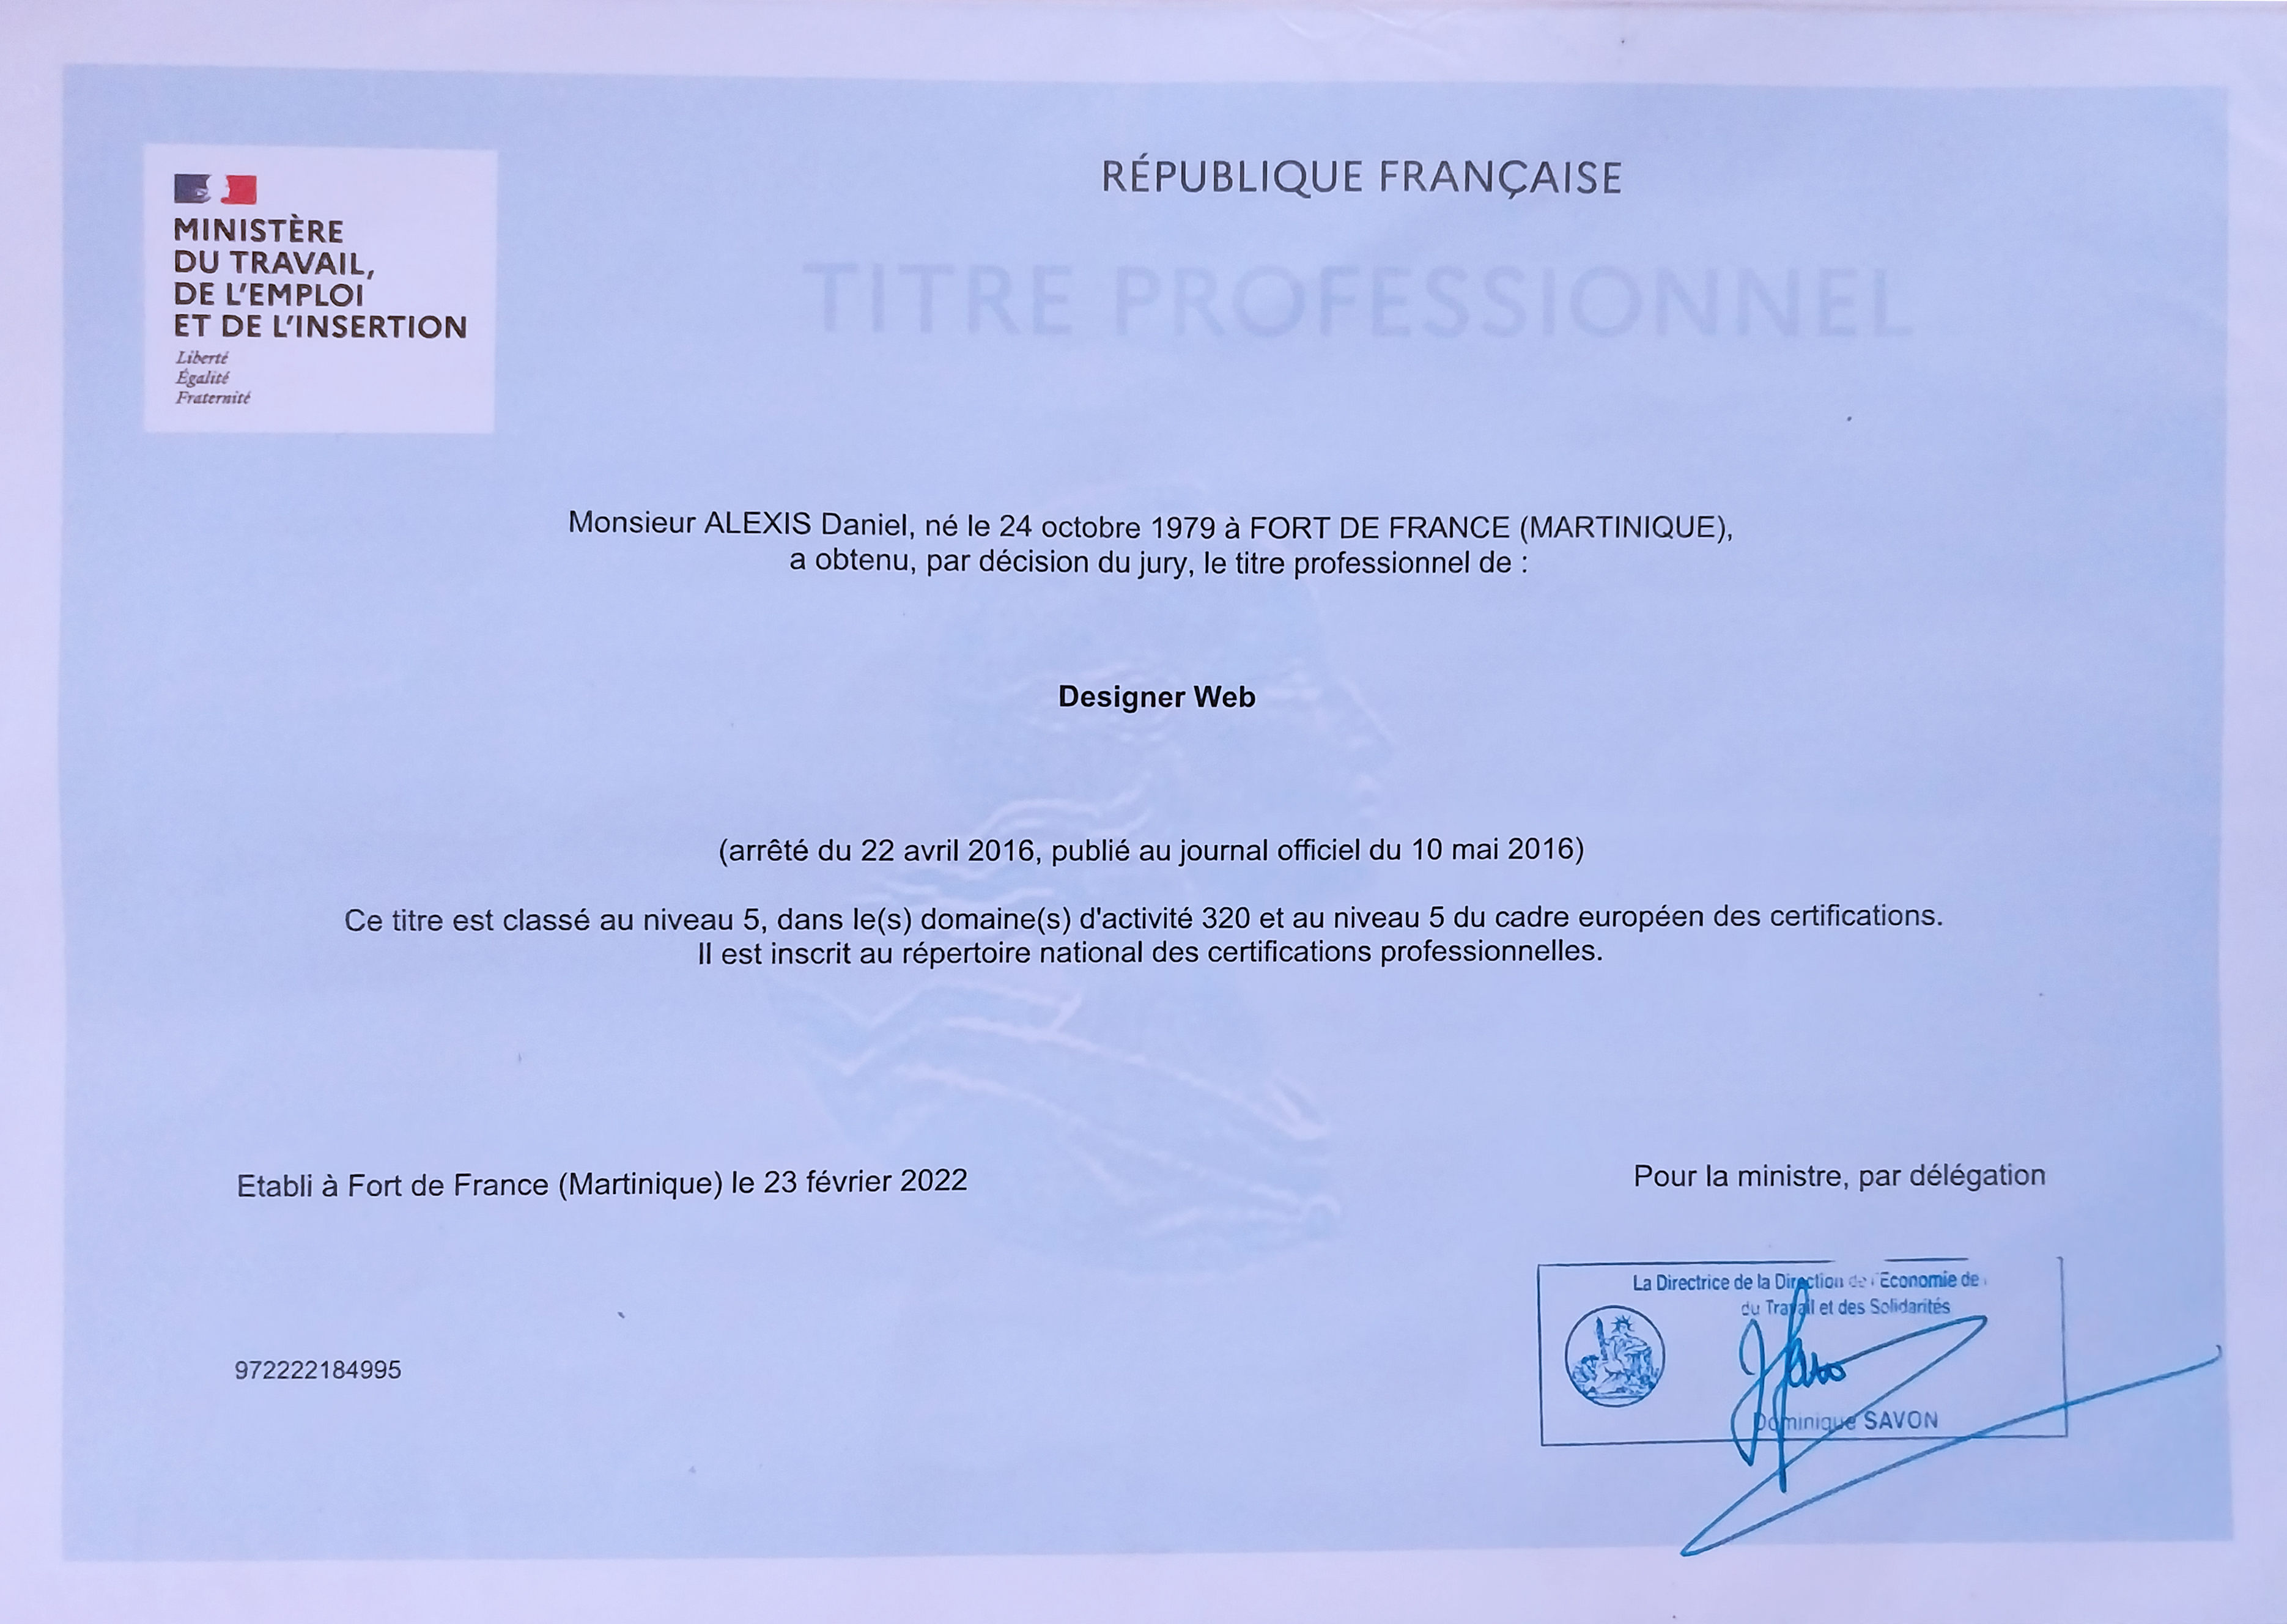 MINISTÈRE
DU TRAVAIL,
DE L'EMPLOI
ET DE L'INSERTION
Liberté
Égalité
Fraternité
RÉPUBLIQUE FRANÇAISE
TITRE PROFESSIONNEL
Monsieur ALEXIS Daniel, né le 24 octobre 1979 à FORT DE FRANCE (MARTINIQUE),
a obtenu, par décision du jury, le titre professionnel de :
Designer Web
(arrêté du 22 avril 2016, publié au journal officiel du 10 mai 2016)
Ce titre est classé au niveau 5, dans le(s) domaine(s) d'activité 320 et au niveau 5 du cadre européen des certifications.
Il est inscrit au répertoire national des certifications professionnelles.
Etabli à Fort de France (Martinique) le 23 février 2022
Pour la ministre, par délégation
La Directrice de la Direction de l'Economie de
du Travail et des Solidarités
Dominique SAVON
972222184995